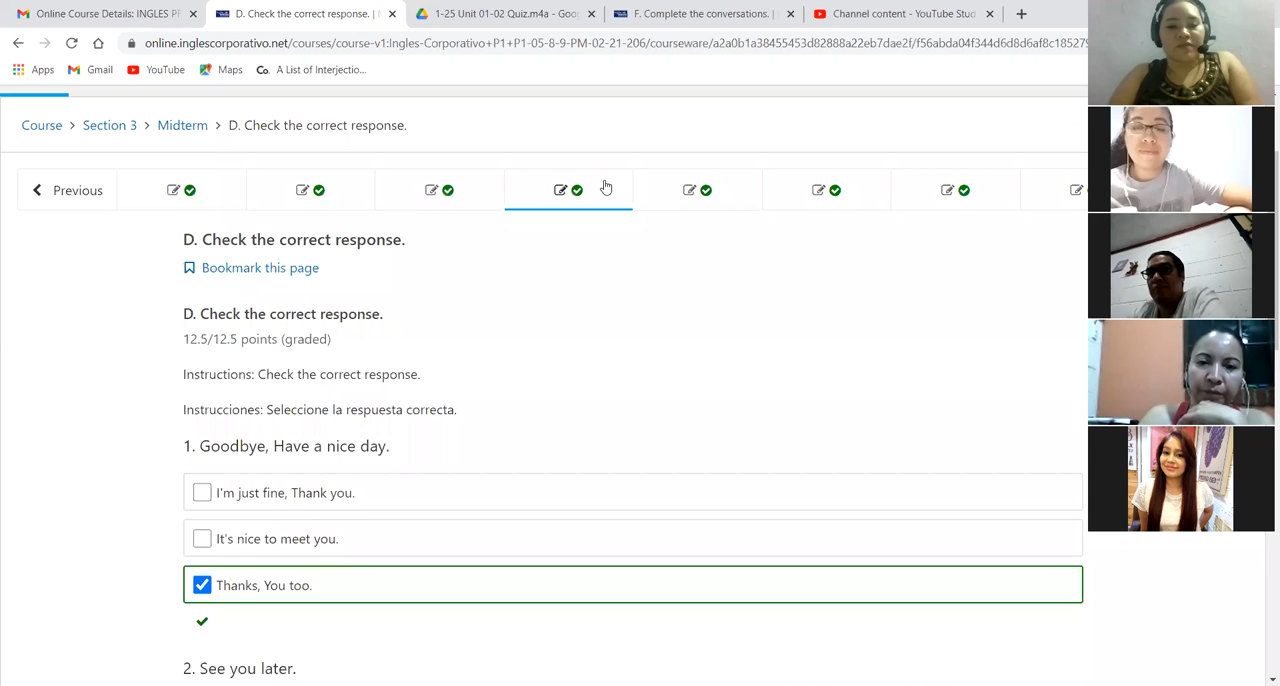 Online Course Details: INGLES PF
D. Check the correct response. | M
1-25 Unit 01-02 Quiz.m4a - Goo
F. Complete the conversations. |
Channel content - YouTube Stud
online.inglescorporativo.net/courses/course-v1:Ingles-Corporativo+P1+P1-05-8-9-PM-02-21-206/courseware/a2a0b1a38455453d82888a22eb7dae2f/f56abda04f344d6d8d6af8c185279
Apps
Gmail
YouTube
Maps
Co. A List of Interjectio...
Course > Section 3 > Midterm > D. Check the correct response.
Previous
D. Check the correct response.
Bookmark this page
D. Check the correct response.
12.5/12.5 points (graded)
Instructions: Check the correct response.
Instrucciones: Seleccione la respuesta correcta.
1. Goodbye, Have a nice day.
I'm just fine, Thank you.
It's nice to meet you.
Thanks, You too.
2. See you later.